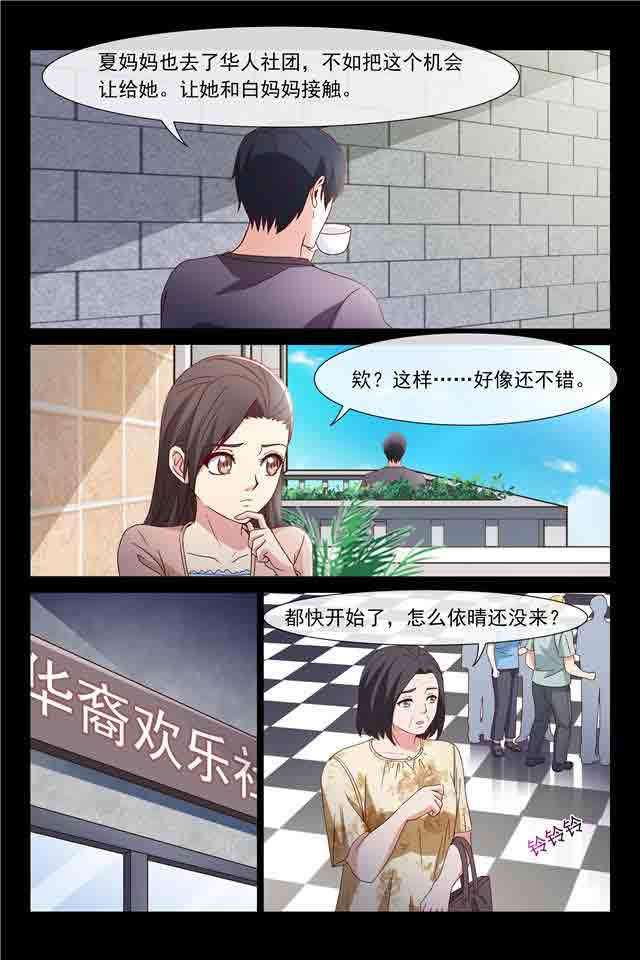 夏妈妈也去了华人社团，不如把这个机会
让给她。让她和白妈妈接触。
欸？这样……好像还不错。
华裔欢乐社
都快开始了，怎么依晴还没来？
铃铃铃